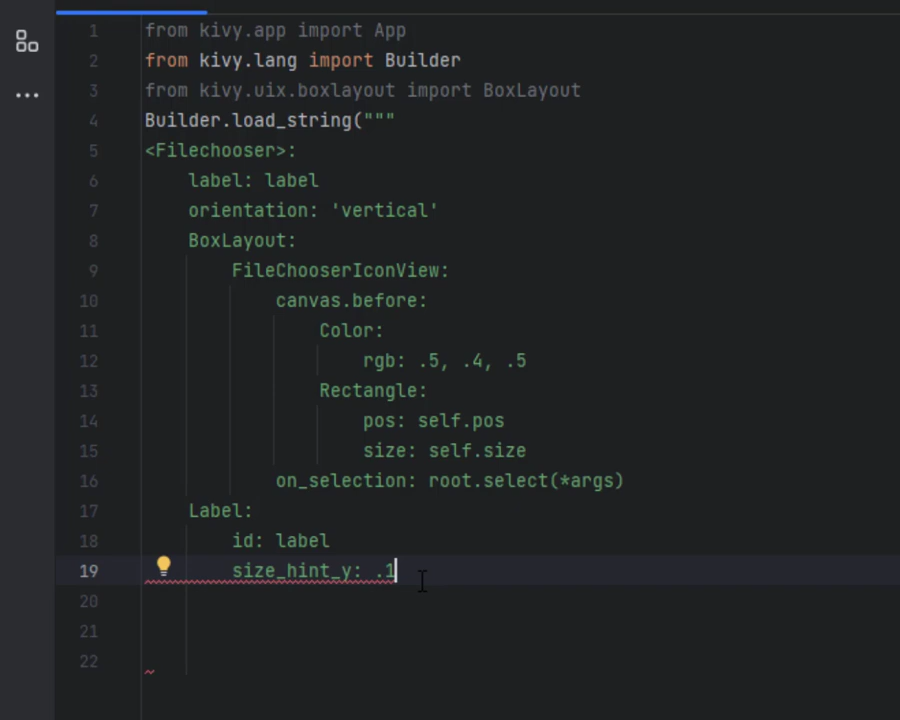 1 from kivy.app import App
2 from kivy.lang import Builder
3 from kivy.uix.boxlayout import BoxLayout
4 Builder.load_string("""
5 <Filechooser>:
6     label: label
7     orientation: 'vertical'
8     BoxLayout:
9         FileChooserIconView:
10             canvas.before:
11                 Color:
12                     rgb: .5, .4, .5
13                 Rectangle:
14                     pos: self.pos
15                     size: self.size
16             on_selection: root.select(*args)
17     Label:
18         id: label
19         size_hint_y: .1
20
21
22